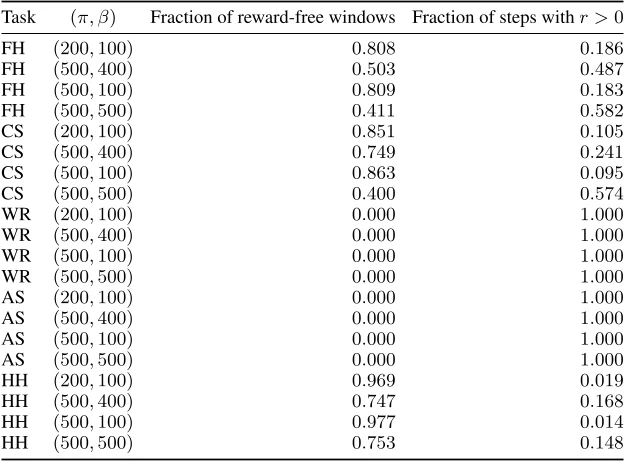 Task (π, β) Fraction of reward-free windows Fraction of steps with r > 0
FH (200, 100) 0.808 0.186
FH (500, 400) 0.503 0.487
FH (500, 100) 0.809 0.183
FH (500, 500) 0.411 0.582
CS (200, 100) 0.851 0.105
CS (500, 400) 0.749 0.241
CS (500, 100) 0.863 0.095
CS (500, 500) 0.400 0.574
WR (200, 100) 0.000 1.000
WR (500, 400) 0.000 1.000
WR (500, 100) 0.000 1.000
WR (500, 500) 0.000 1.000
AS (200, 100) 0.000 1.000
AS (500, 400) 0.000 1.000
AS (500, 100) 0.000 1.000
AS (500, 500) 0.000 1.000
HH (200, 100) 0.969 0.019
HH (500, 400) 0.747 0.168
HH (500, 100) 0.977 0.014
HH (500, 500) 0.753 0.148